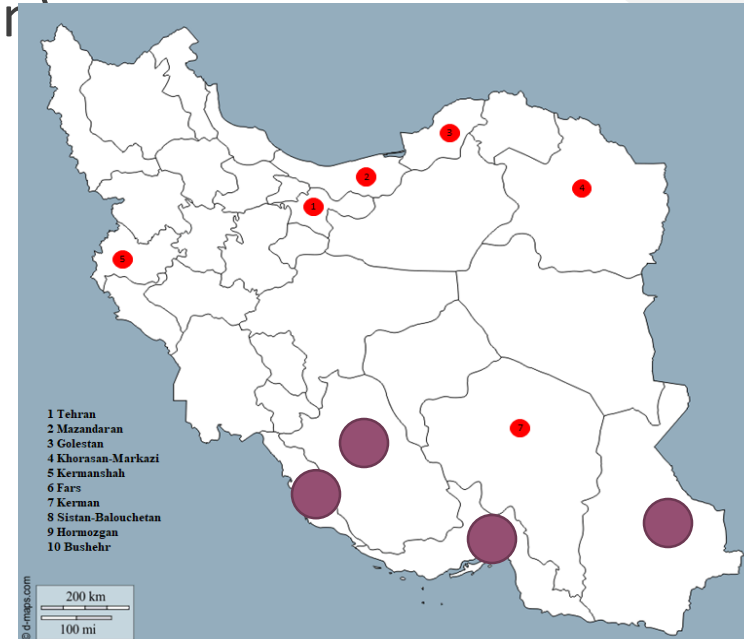 3
2
4
1
5
7
1 Tehran
2 Mazandaran
3 Golestan
4 Khorasan-Markazi
5 Kermanshah
6 Fars
7 Kerman
8 Sistan-Balouchetan
9 Hormozgan
10 Bushehr
200 km
100 mi
© d-maps.com